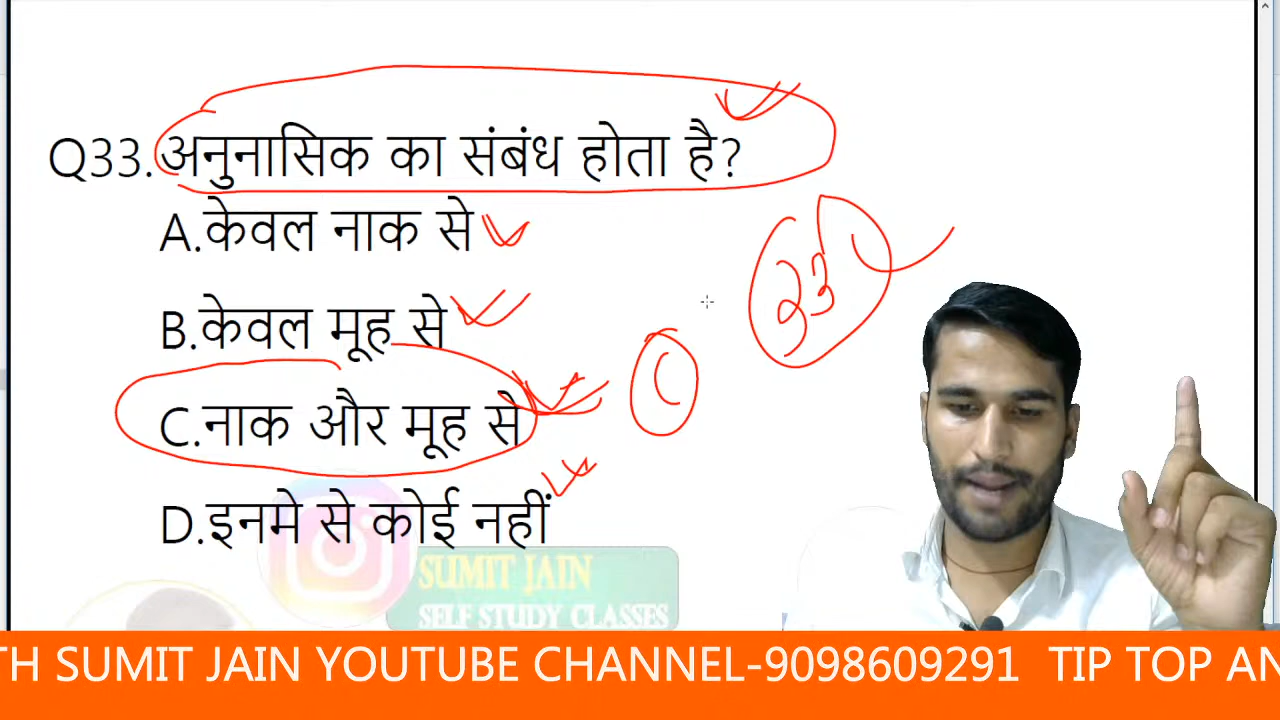 Q33.अनुनासिक का संबंध होता है?
A.केवल नाक से
33
B.केवल मूह से
C.नाक और मूह से
C
D.इनमे से कोई नहीं
SUMIT JAIN
SELF STUDY CLASSES
TH SUMIT JAIN YOUTUBE CHANNEL-9098609291 TIP TOP AN